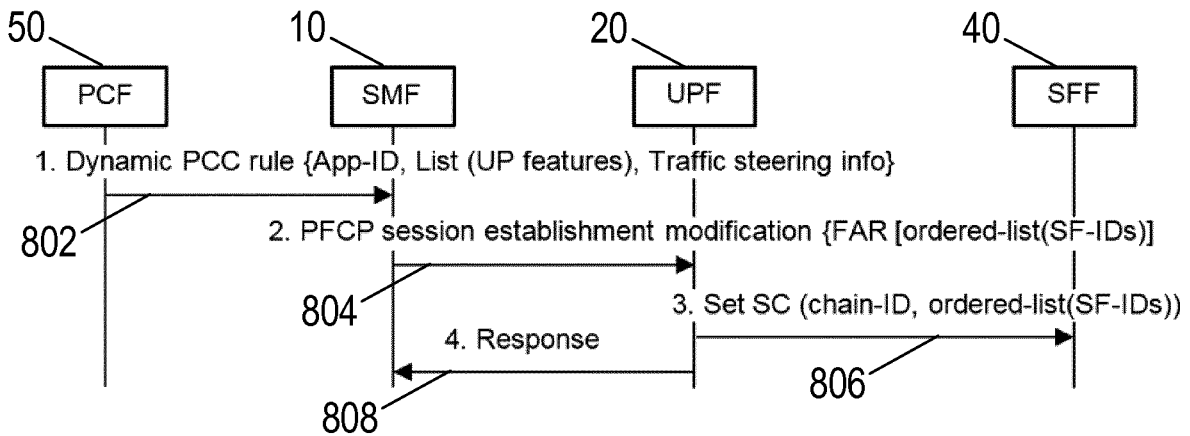 50
10
20
40
PCF
SMF
UPF
SFF
1. Dynamic PCC rule {App-ID, List (UP features), Traffic steering info}
802
2. PFCP session establishment modification {FAR [ordered-list(SF-IDs)]
804
3. Set SC (chain-ID, ordered-list(SF-IDs))
4. Response
806
808